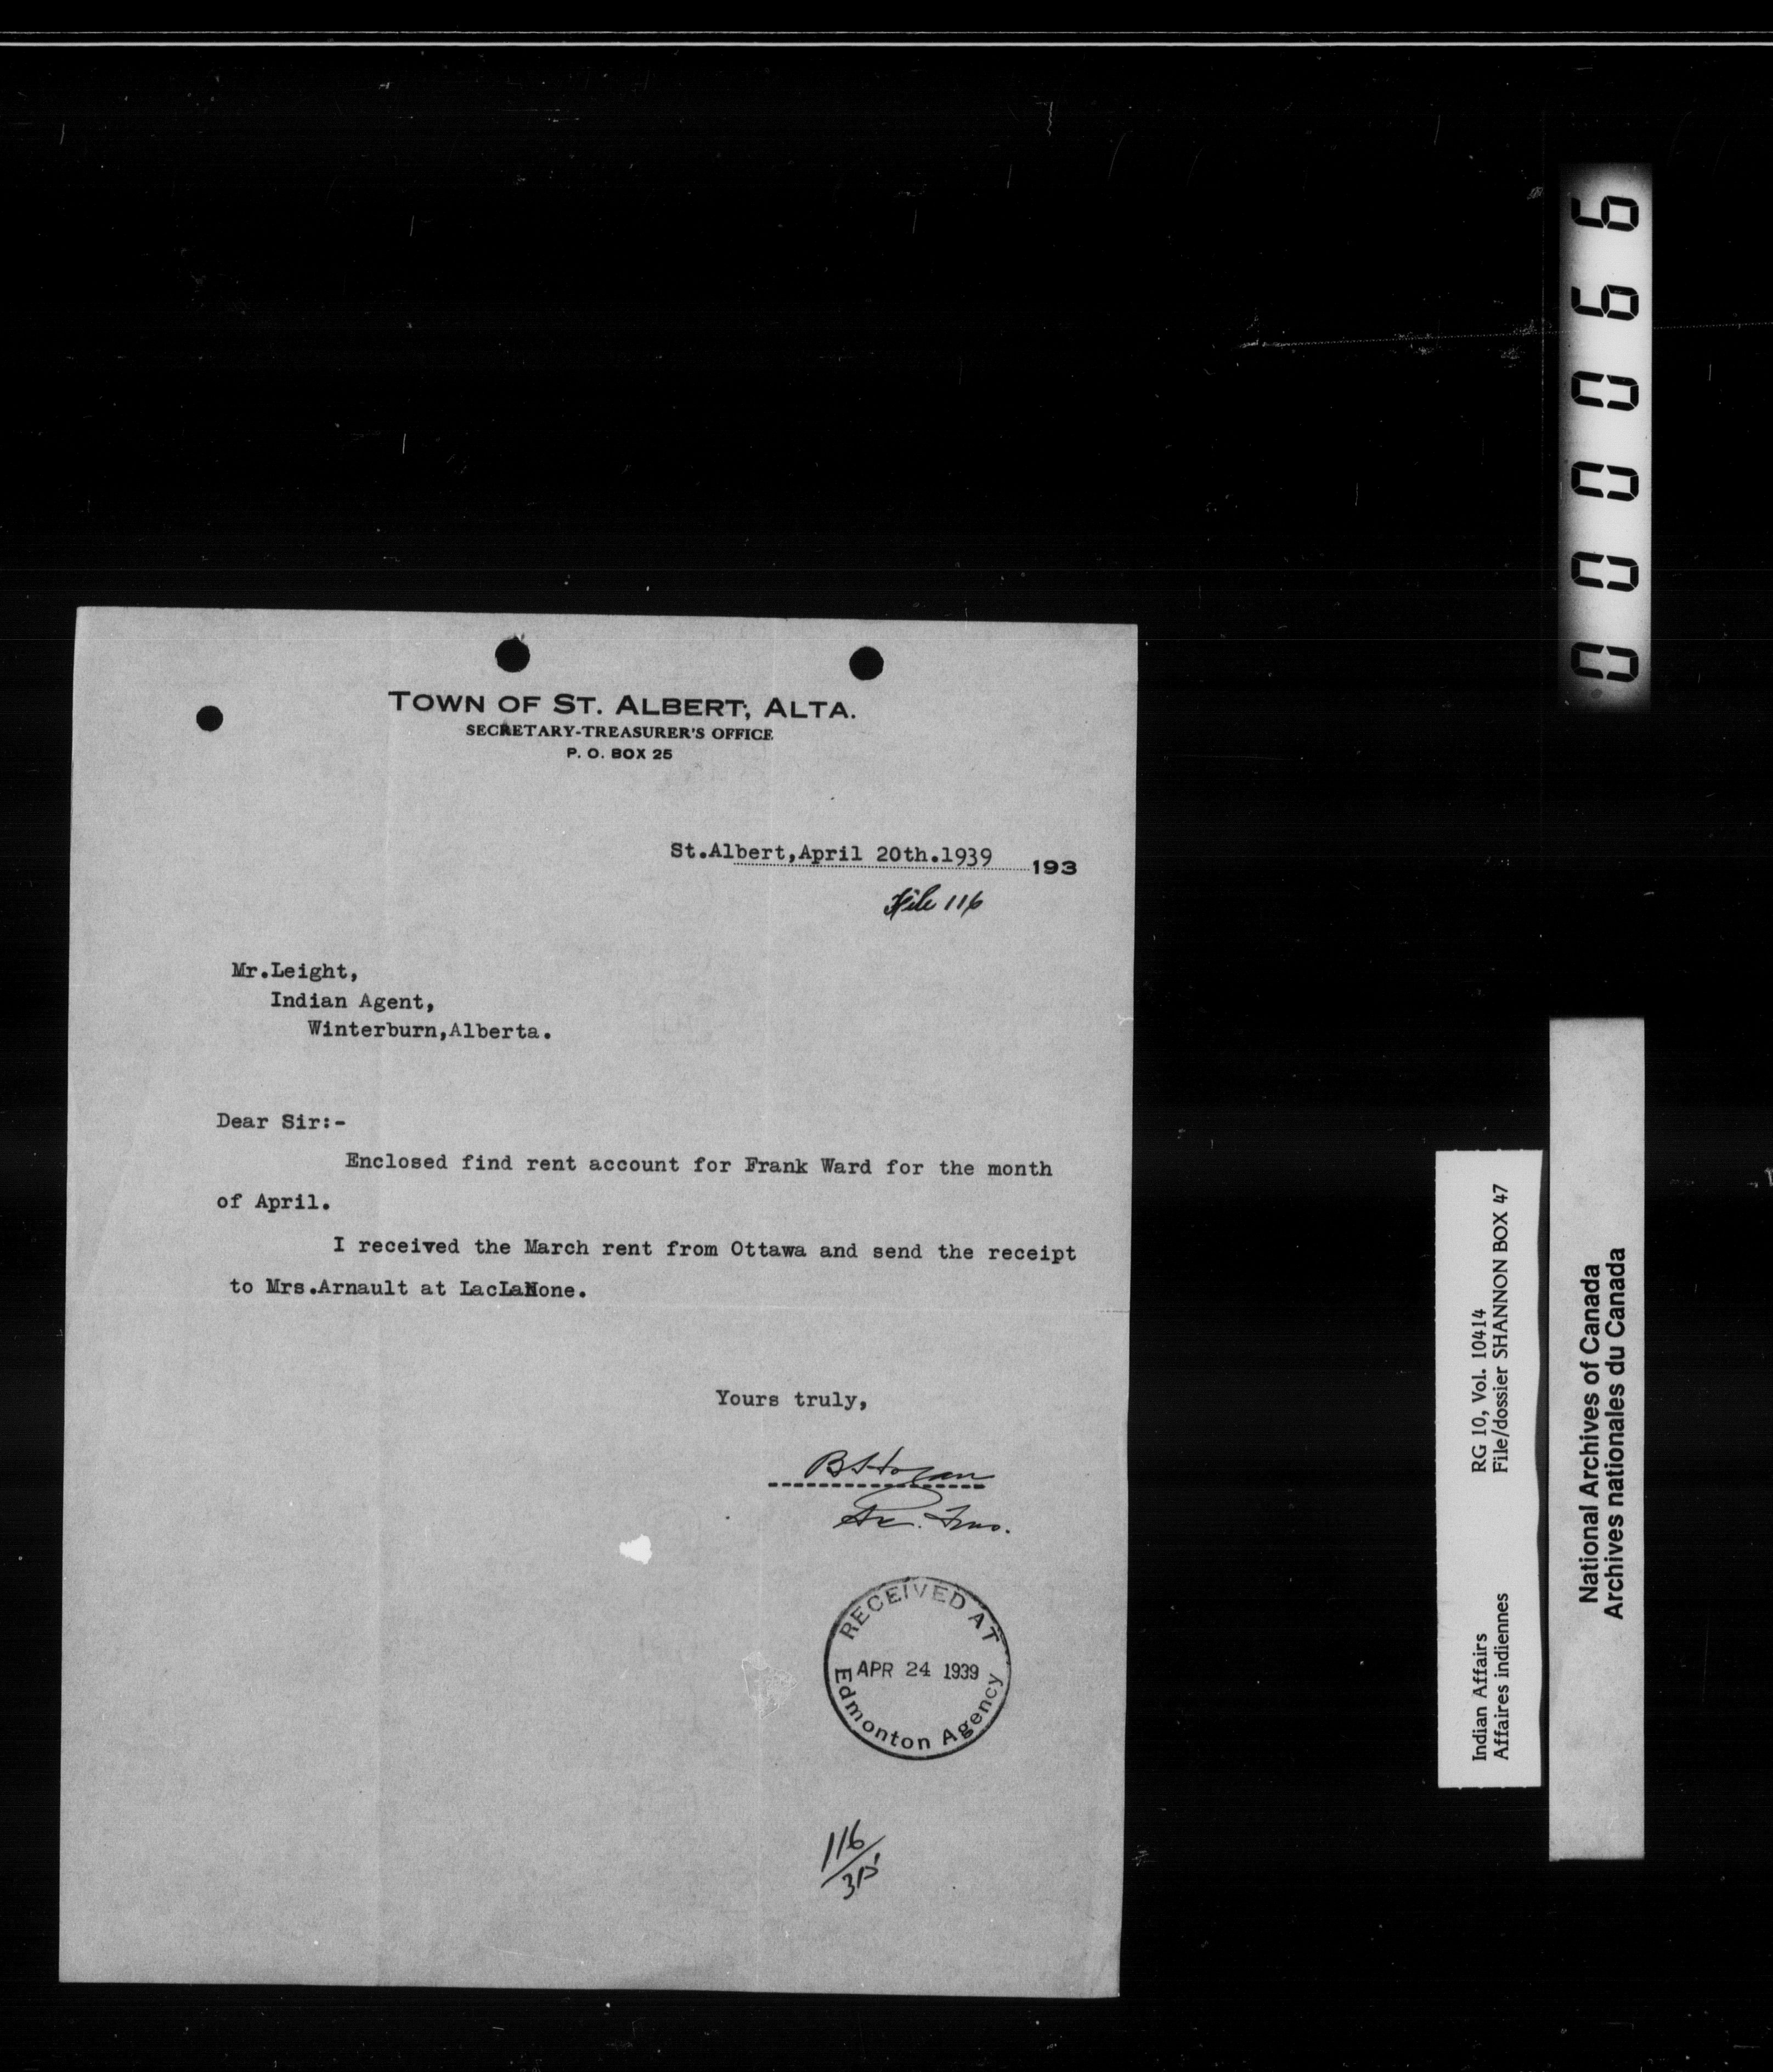 TOWN OF ST. ALBERT, ALTA.
SECRETARY-TREASURER'S OFFICE
P. O. BOX 25
St.Albert,April 20th.1939 193
File 116
Mr.Leight,
Indian Agent,
Winterburn,Alberta.
Dear Sir:-
Enclosed find rent account for Frank Ward for the month
of April.
I received the March rent from Ottawa and send the receipt
to Mrs.Arnault at LacLaNone.
Yours truly,
RECEIVED AT
APR 24 1939
Edmonton Agency
116
000066
Indian Affairs RG 10, Vol. 10414
Affaires indiennes File/dossier SHANNON BOX 47
National Archives of Canada
Archives nationales du Canada